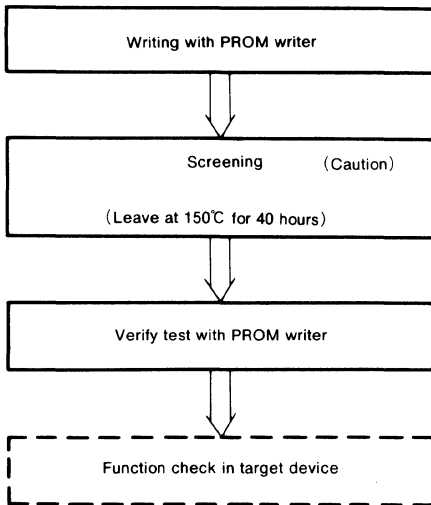 Writing with PROM writer
Screening (Caution)
(Leave at 150℃ for 40 hours)
Verify test with PROM writer
Function check in target device